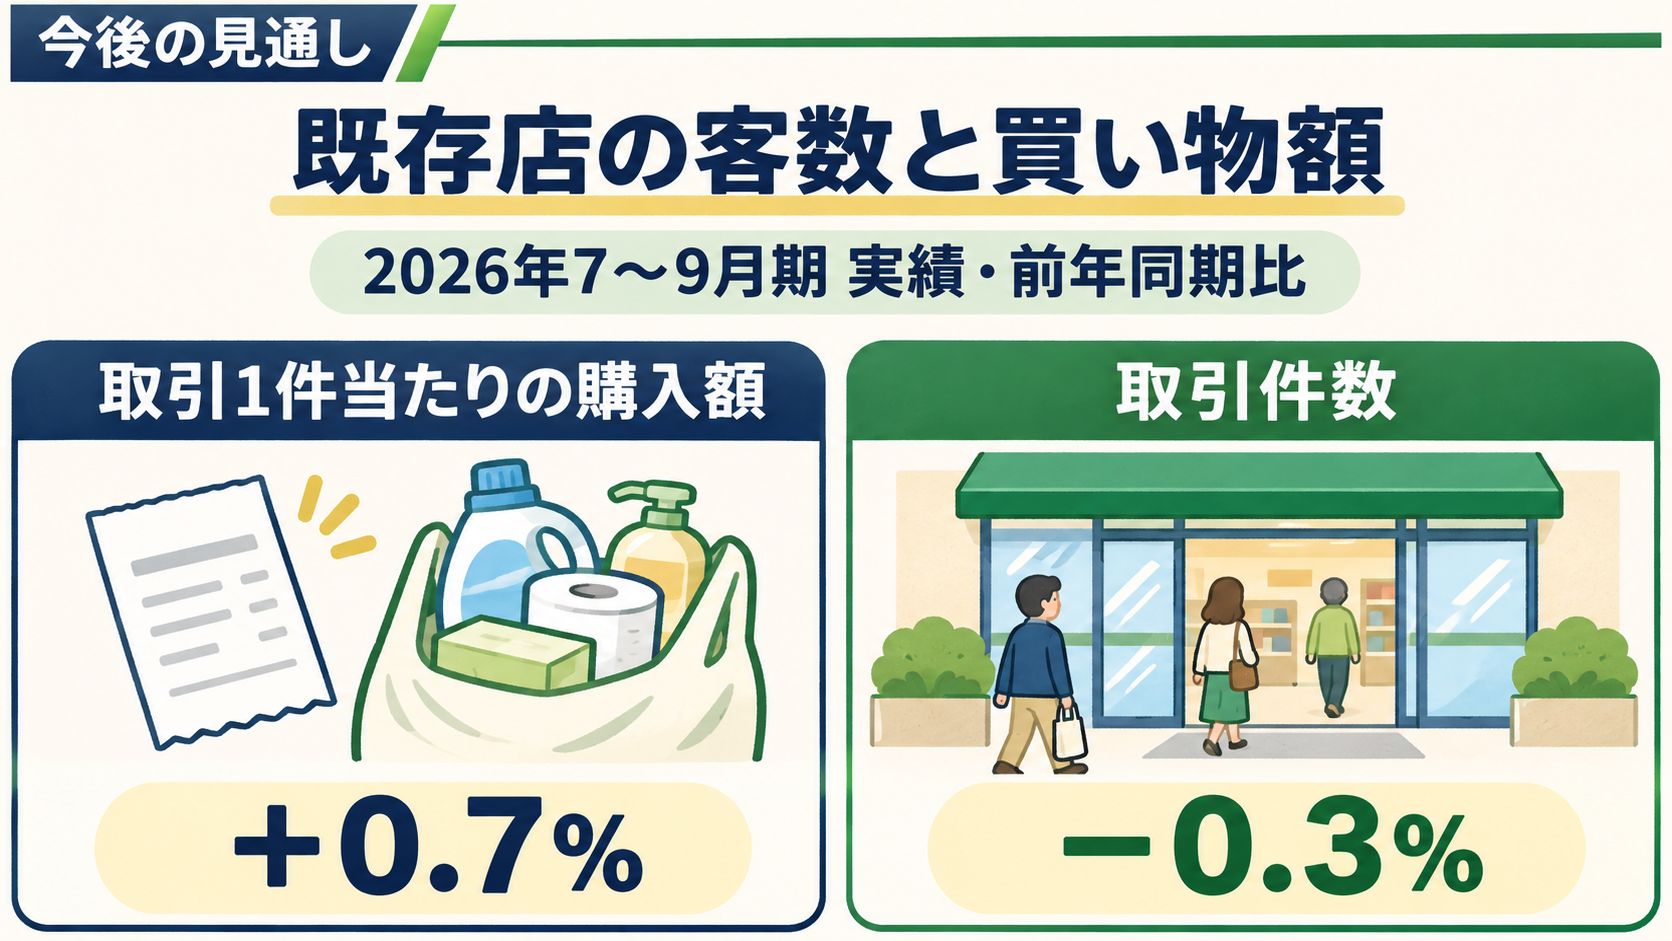 今後の見通し
既存店の客数と買い物額
2026年7～9月期 実績・前年同期比
取引1件当たりの購入額
取引件数
+0.7%
−0.3%